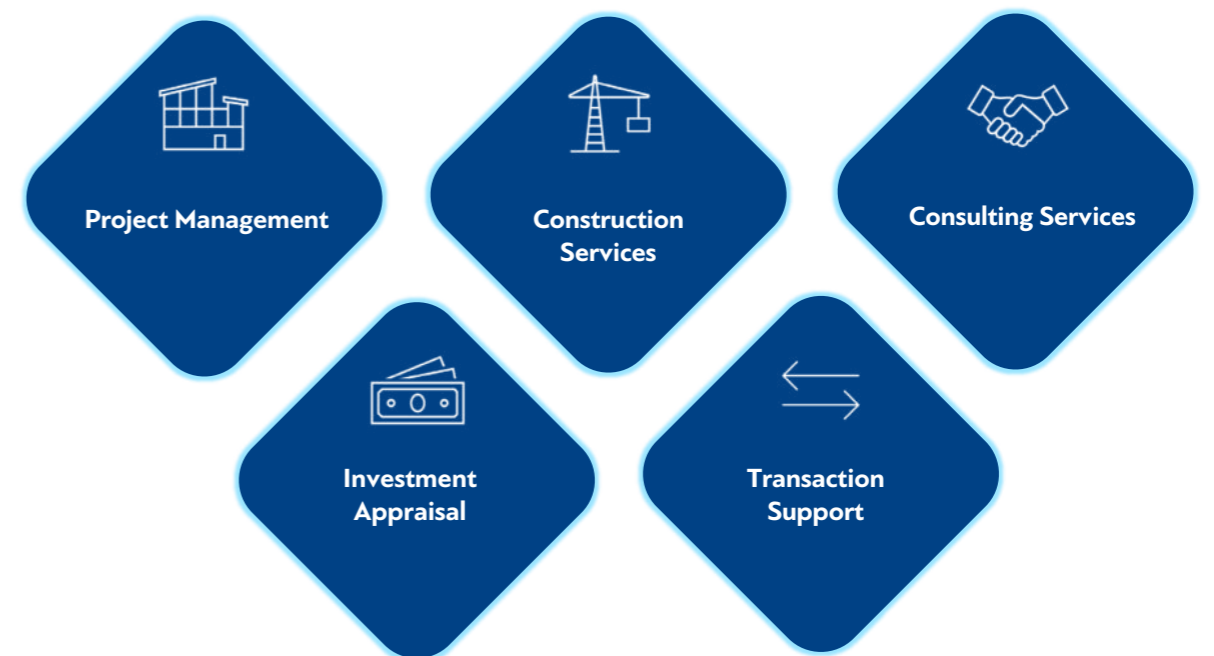 Project Management
Construction
Services
Consulting Services
Investment
Appraisal
Transaction
Support